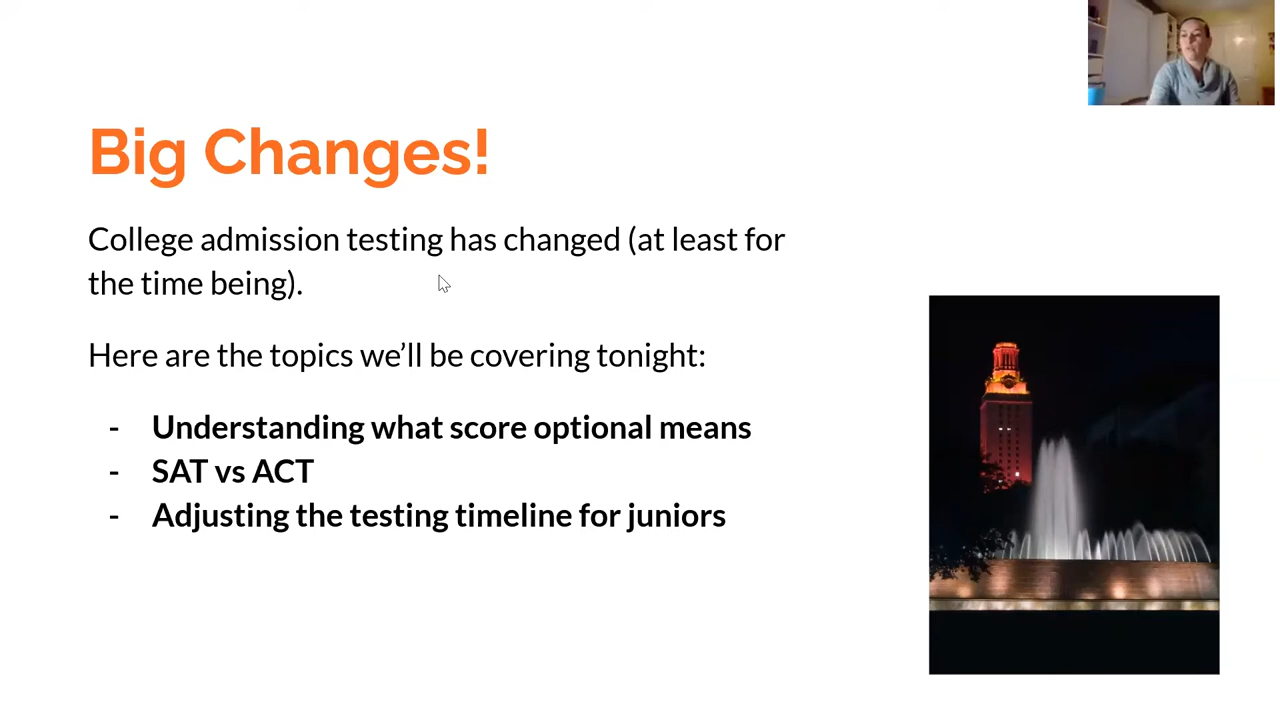 Big Changes!
College admission testing has changed (at least for
the time being).
Here are the topics we’ll be covering tonight:
- Understanding what score optional means
- SAT vs ACT
- Adjusting the testing timeline for juniors